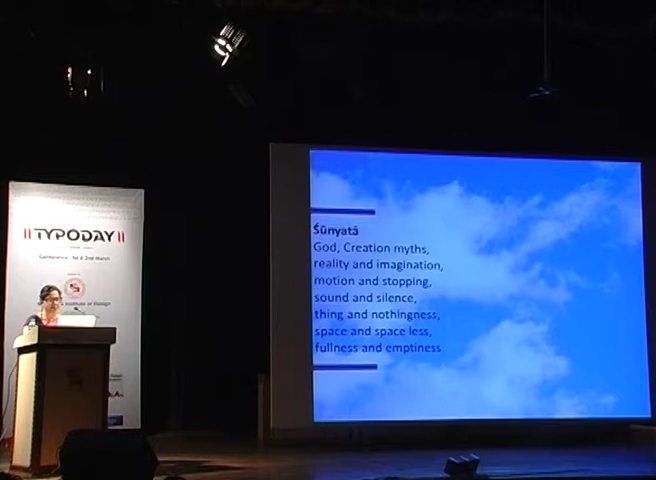 TYPODAY
Conference
Institute of Design
Śūnyatā
God, Creation myths,
reality and imagination,
motion and stopping,
sound and silence,
thing and nothingness,
space and space less,
fullness and emptiness